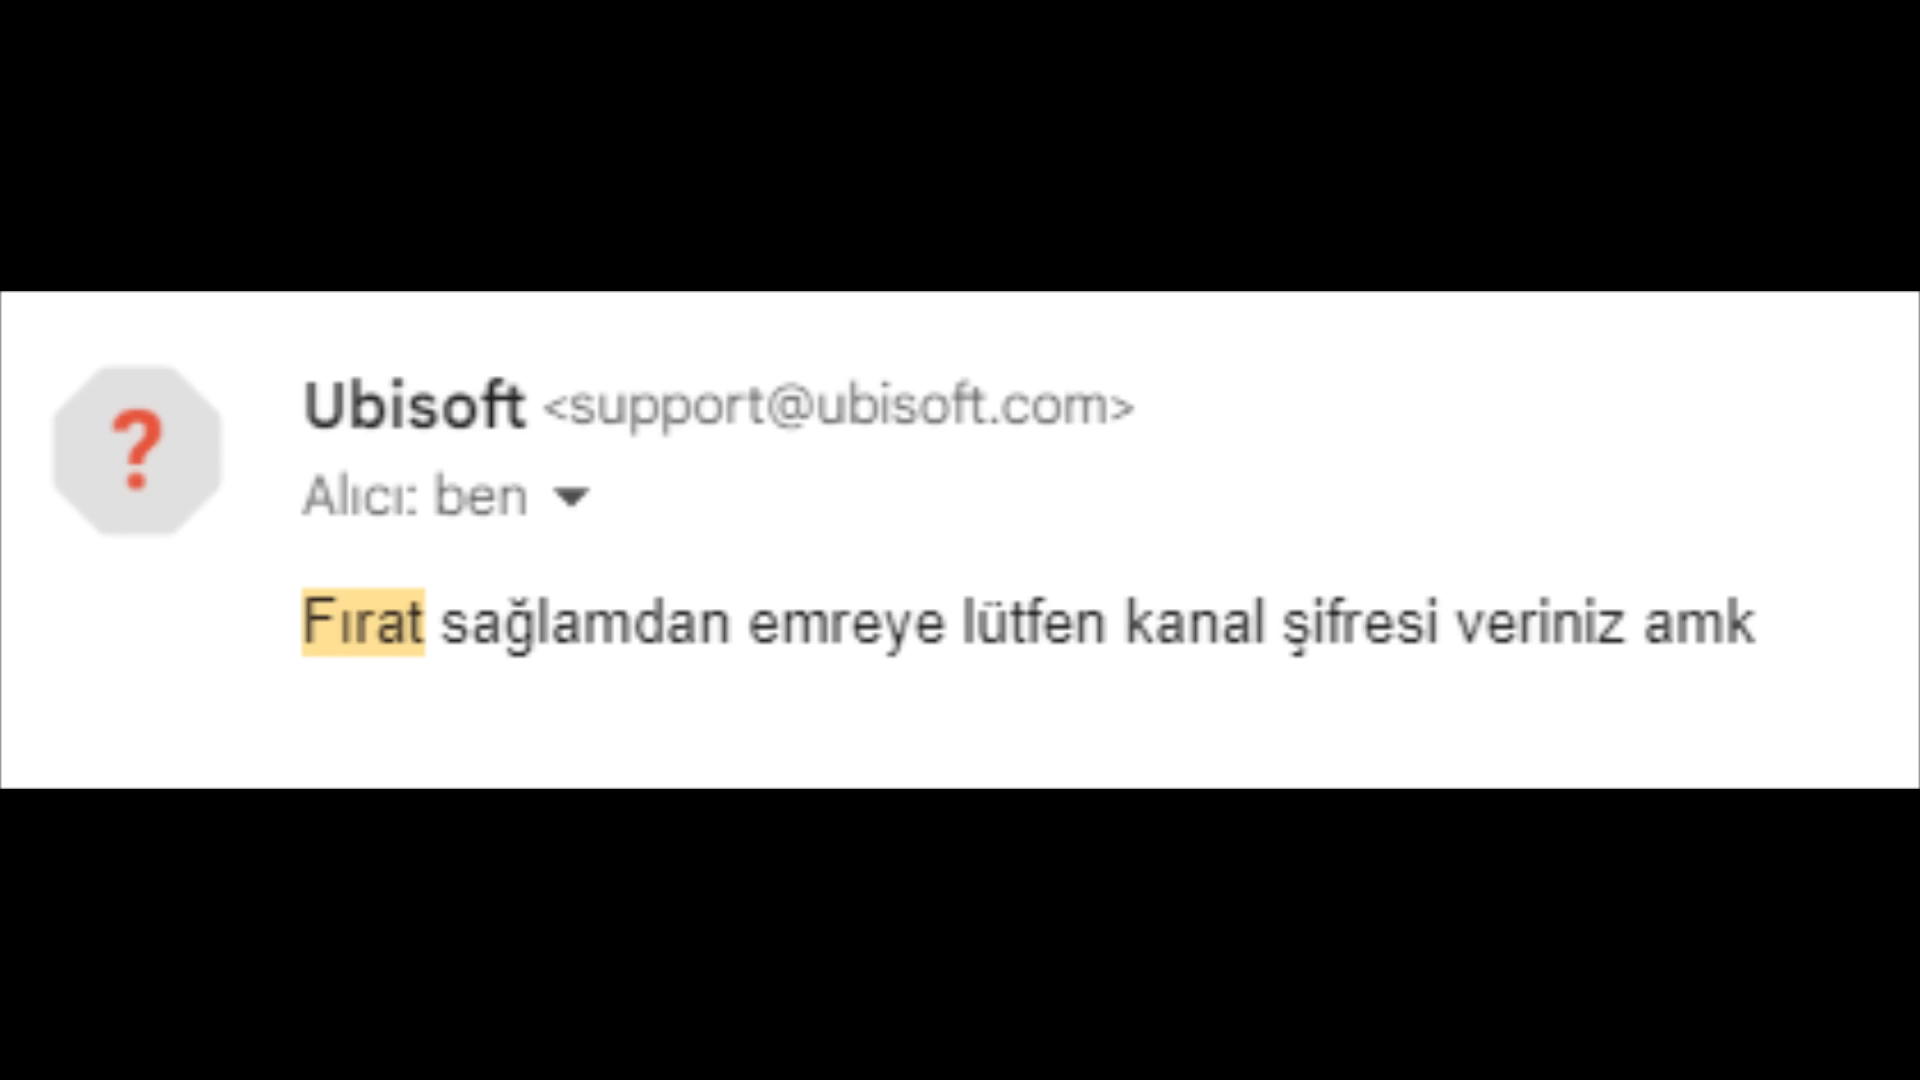 ?
Ubisoft <support@ubisoft.com>
Alıcı: ben
Fırat sağlamdan emreye lütfen kanal şifresi veriniz amk